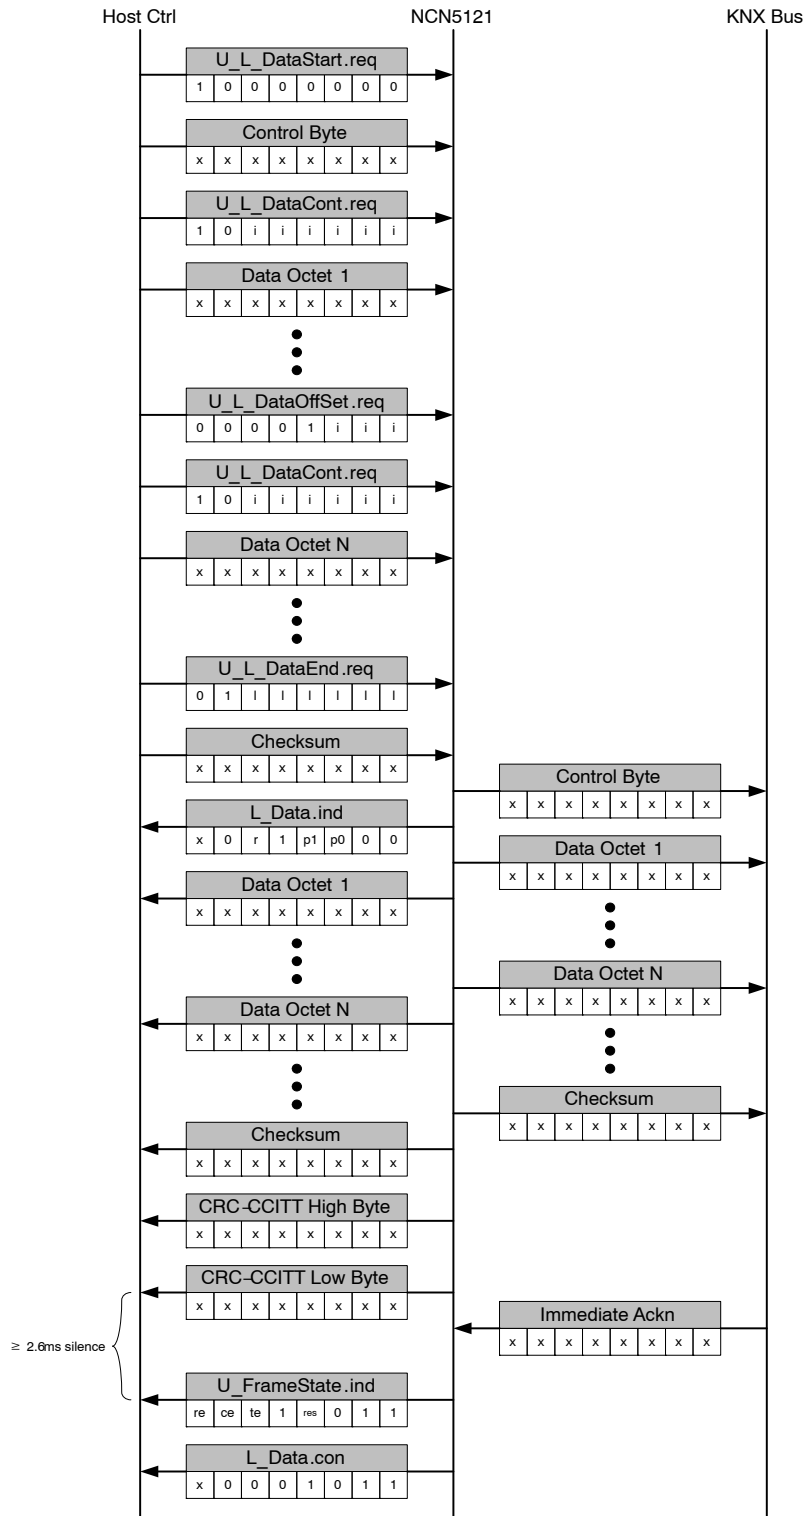 Host Ctrl NCN5121 KNX Bus
U_L_DataStart.req
1 0 0 0 0 0 0 0
Control Byte
x x x x x x x x
U_L_DataCont.req
1 0 i i i i i i
Data Octet 1
x x x x x x x x
U_L_DataOffSet.req
0 0 0 0 1 i i i
U_L_DataCont.req
1 0 i i i i i i
Data Octet N
x x x x x x x x
U_L_DataEnd.req
0 1 l l l l l l
Checksum
x x x x x x x x
Control Byte
x x x x x x x x
L_Data.ind
x 0 r 1 p1 p0 0 0
Data Octet 1
x x x x x x x x
Data Octet 1
x x x x x x x x
Data Octet N
x x x x x x x x
Data Octet N
x x x x x x x x
Checksum
x x x x x x x x
Checksum
x x x x x x x x
CRC-CCITT High Byte
x x x x x x x x
CRC-CCITT Low Byte
x x x x x x x x
Immediate Ackn
x x x x x x x x
≥ 2.6ms silence
U_FrameState.ind
re ce te 1 res 0 1 1
L_Data.con
x 0 0 0 1 0 1 1